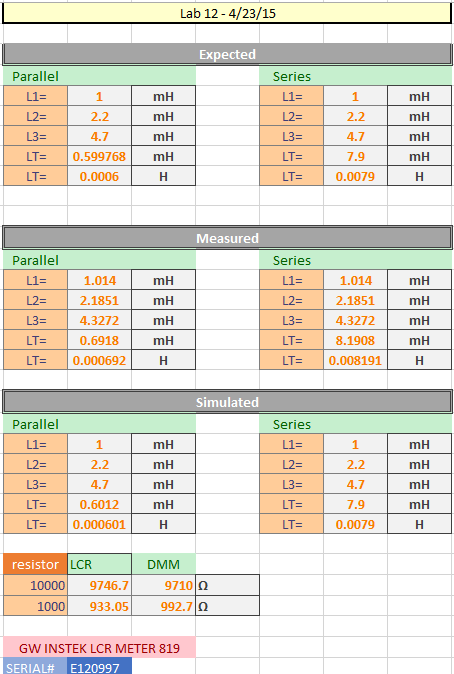 Lab 12 - 4/23/15
Expected
Parallel Series
L1= 1 mH L1= 1 mH
L2= 2.2 mH L2= 2.2 mH
L3= 4.7 mH L3= 4.7 mH
LT= 0.599768 mH LT= 7.9 mH
LT= 0.0006 H LT= 0.0079 H
Measured
Parallel Series
L1= 1.014 mH L1= 1.014 mH
L2= 2.1851 mH L2= 2.1851 mH
L3= 4.3272 mH L3= 4.3272 mH
LT= 0.6918 mH LT= 8.1908 mH
LT= 0.000692 H LT= 0.008191 H
Simulated
Parallel Series
L1= 1 mH L1= 1 mH
L2= 2.2 mH L2= 2.2 mH
L3= 4.7 mH L3= 4.7 mH
LT= 0.6012 mH LT= 7.9 mH
LT= 0.000601 H LT= 0.0079 H
resistor LCR DMM
10000 9746.7 9710 Ω
1000 933.05 992.7 Ω
GW INSTEK LCR METER 819
SERIAL# E120997